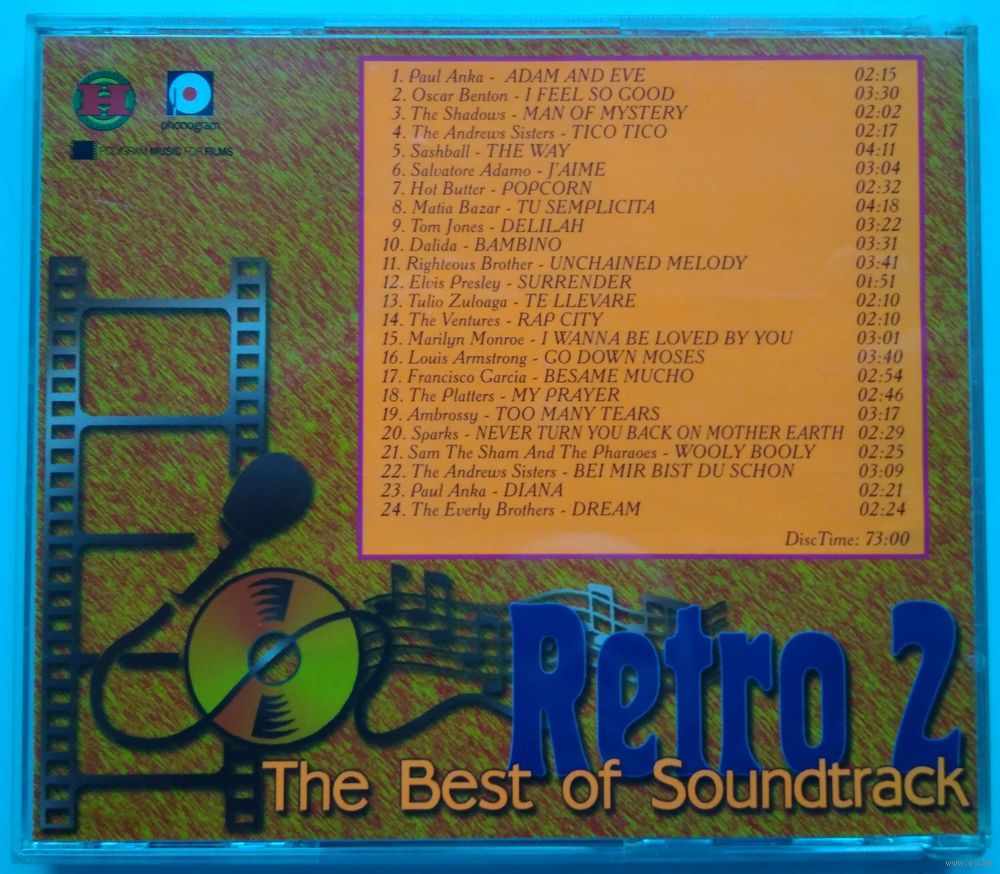 H
phonogram
POLIGRAM MUSIC FOR FILMS
1. Paul Anka - ADAM AND EVE 02:15
2. Oscar Benton - I FEEL SO GOOD 03:30
3. The Shadows - MAN OF MYSTERY 02:02
4. The Andrews Sisters - TICO TICO 02:17
5. Sashball - THE WAY 04:11
6. Salvatore Adamo - J'AIME 03:04
7. Hot Butter - POPCORN 02:32
8. Matia Bazar - TU SEMPLICITA 04:18
9. Tom Jones - DELILAH 03:22
10. Dalida - BAMBINO 03:31
11. Righteous Brother - UNCHAINED MELODY 03:41
12. Elvis Presley - SURRENDER 01:51
13. Tulio Zuloaga - TE LLEVARE 02:10
14. The Ventures - RAP CITY 02:10
15. Marilyn Monroe - I WANNA BE LOVED BY YOU 03:01
16. Louis Armstrong - GO DOWN MOSES 03:40
17. Francisco Garcia - BESAME MUCHO 02:54
18. The Platters - MY PRAYER 02:46
19. Ambrossy - TOO MANY TEARS 03:17
20. Sparks - NEVER TURN YOU BACK ON MOTHER EARTH 02:29
21. Sam The Sham And The Pharaoes - WOOLY BOOLY 02:25
22. The Andrews Sisters - BEI MIR BIST DU SCHON 03:09
23. Paul Anka - DIANA 02:21
24. The Everly Brothers - DREAM 02:24
DiscTime: 73:00
Retro 2
The Best of Soundtrack